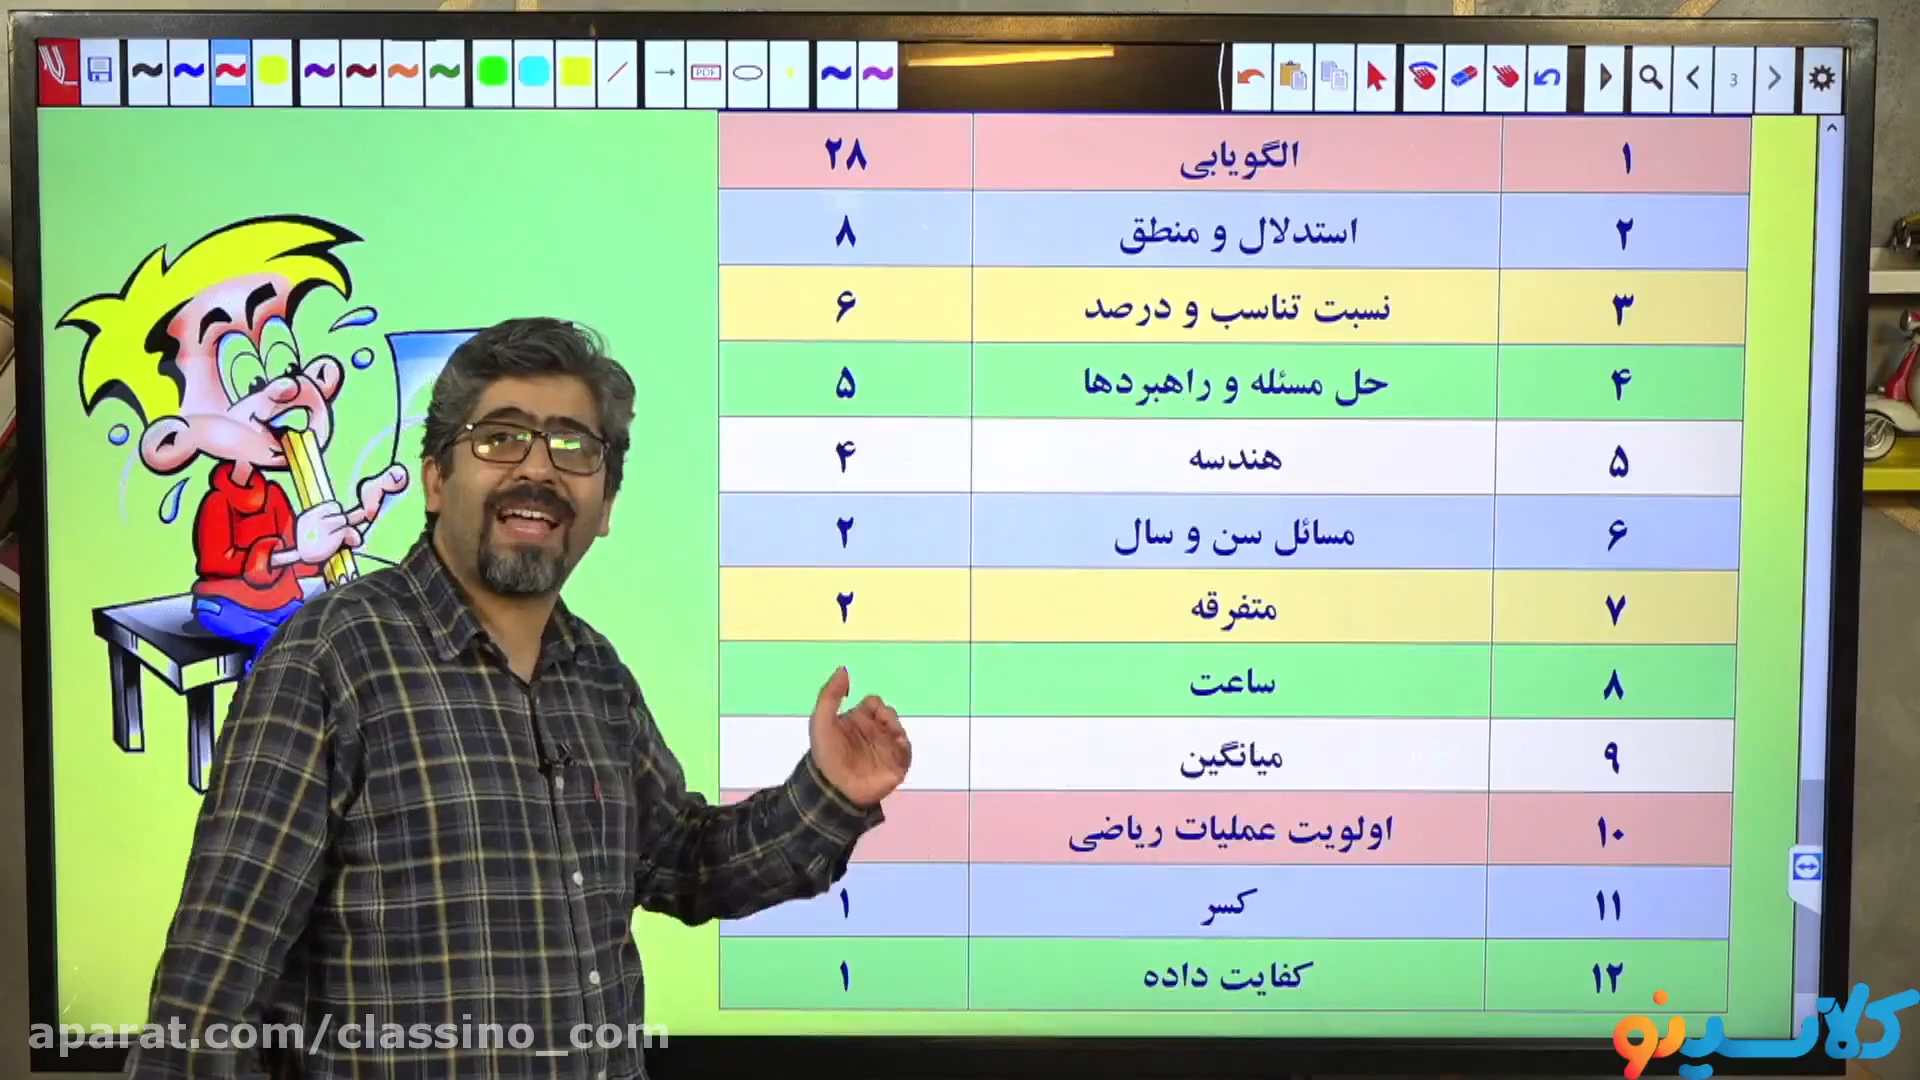 PDF
3
۱ الگویابی ۲۸
۲ استدلال و منطق ۸
۳ نسبت تناسب و درصد ۶
۴ حل مسئله و راهبردها ۵
۵ هندسه ۴
۶ مسائل سن و سال ۲
۷ متفرقه ۲
۸ ساعت
۹ میانگین
۱۰ اولویت عملیات ریاضی
۱۱ کسر ۱
۱۲ کفایت داده ۱
aparat.com/classino_com
کلاسینو